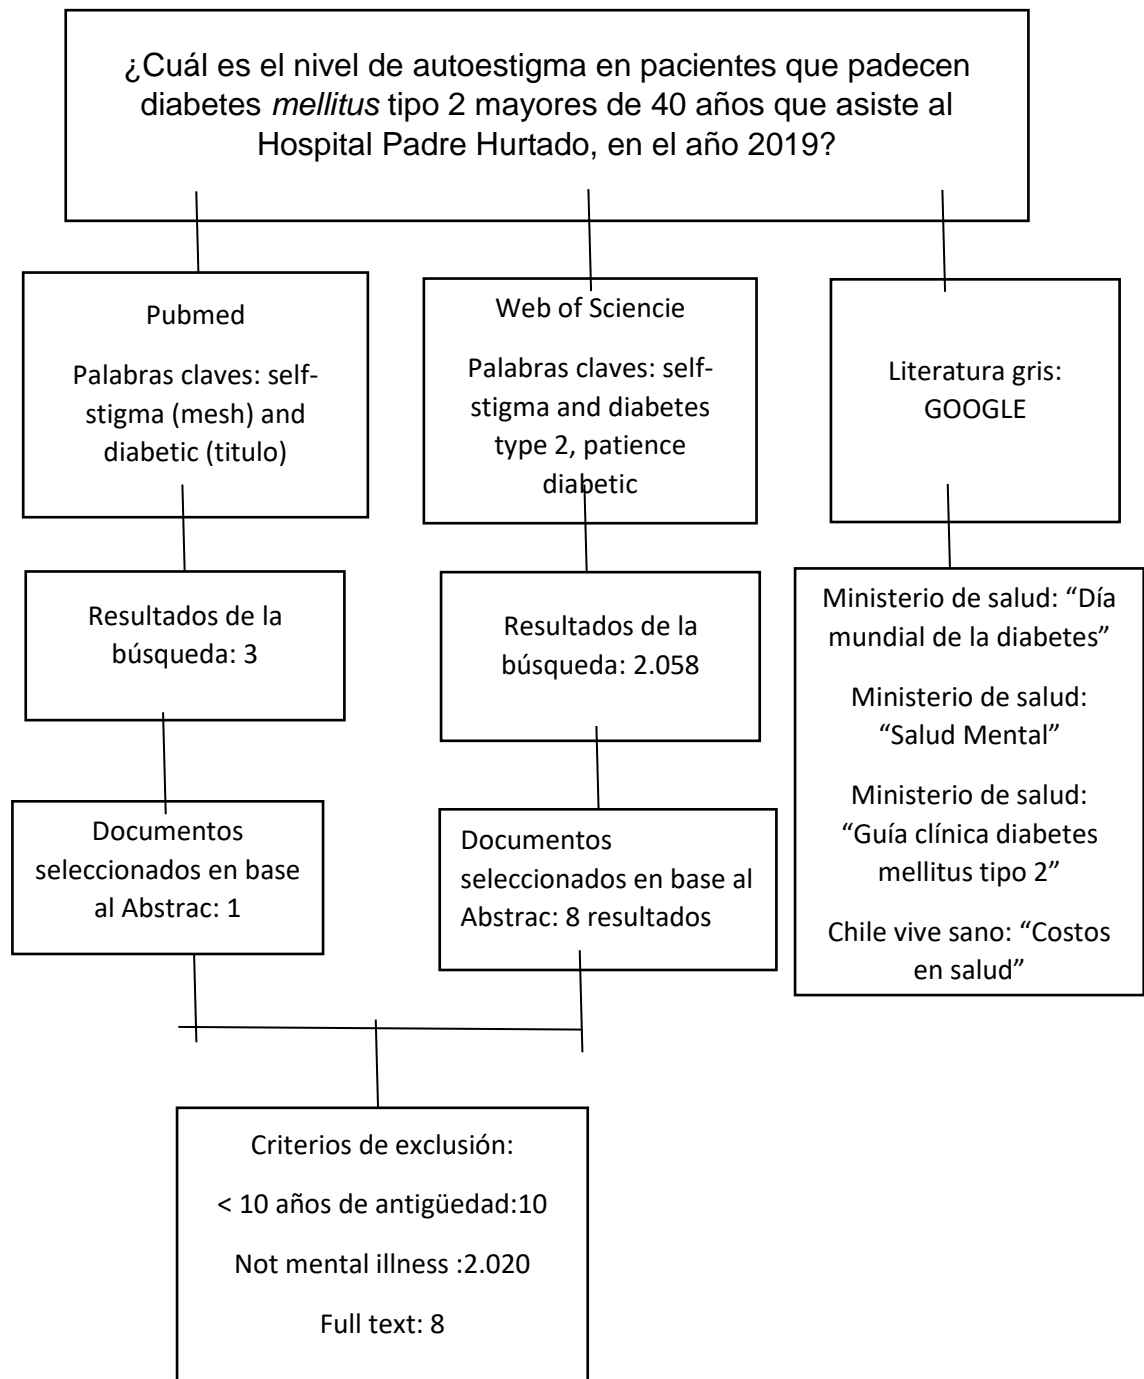 ¿Cuál es el nivel de autoestigma en pacientes que padecen
diabetes mellitus tipo 2 mayores de 40 años que asiste al
Hospital Padre Hurtado, en el año 2019?
Pubmed
Palabras claves: self-
stigma (mesh) and
diabetic (titulo)
Web of Sciencie
Palabras claves: self-
stigma and diabetes
type 2, patience
diabetic
Literatura gris:
GOOGLE
Resultados de la
búsqueda: 3
Resultados de la
búsqueda: 2.058
Ministerio de salud: “Día
mundial de la diabetes”
Ministerio de salud:
“Salud Mental”
Ministerio de salud:
“Guía clínica diabetes
mellitus tipo 2”
Chile vive sano: “Costos
en salud”
Documentos
seleccionados en base
al Abstrac: 1
Documentos
seleccionados en base al
Abstrac: 8 resultados
Criterios de exclusión:
< 10 años de antigüedad:10
Not mental illness :2.020
Full text: 8